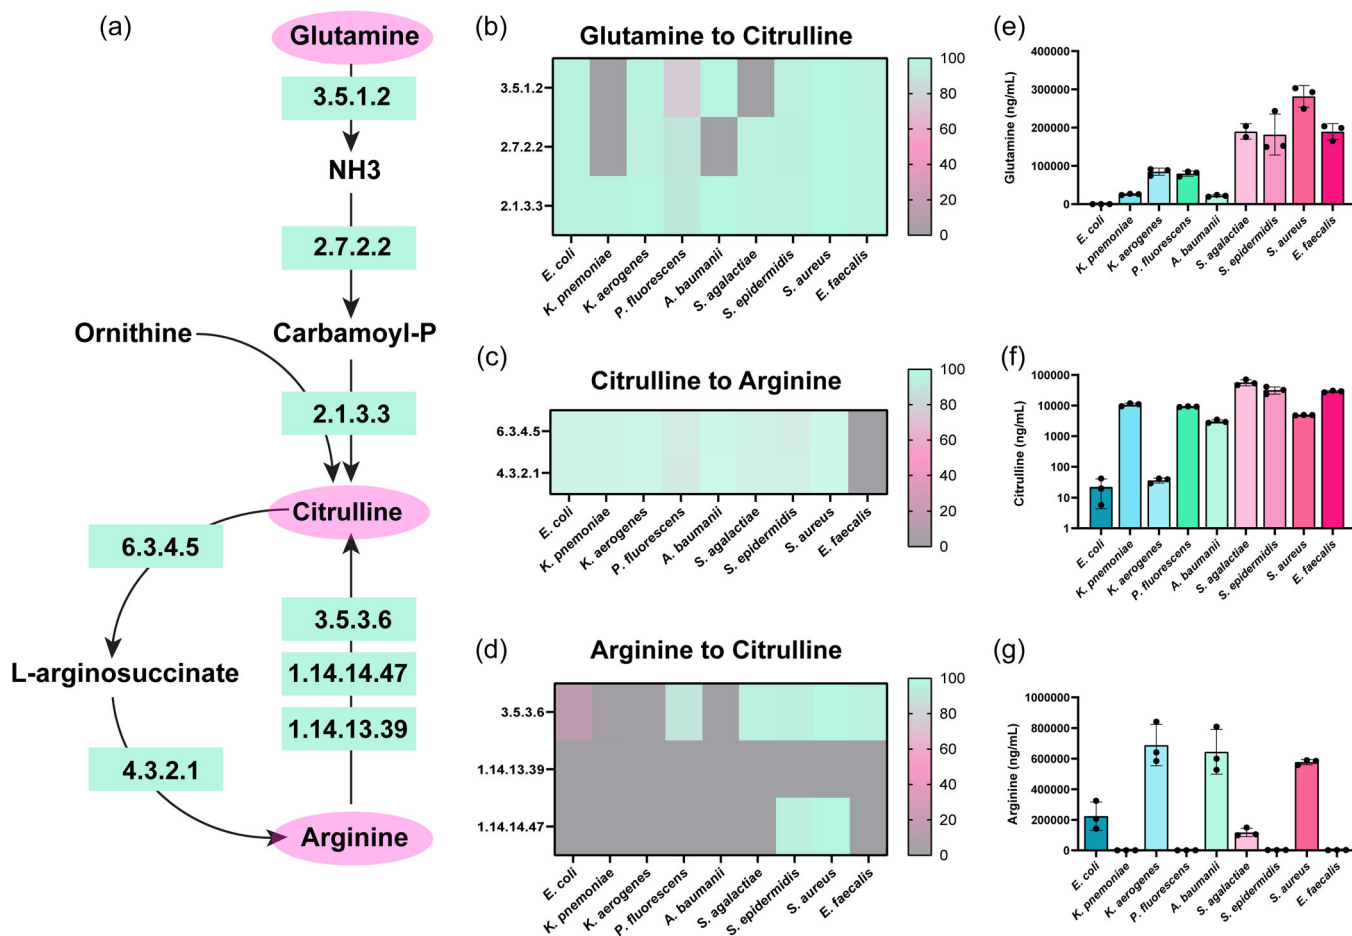 (a)
Glutamine
3.5.1.2
NH3
2.7.2.2
Ornithine
Carbamoyl-P
2.1.3.3
Citrulline
6.3.4.5
3.5.3.6
L-arginosuccinate
1.14.14.47
1.14.13.39
4.3.2.1
Arginine
(b)
Glutamine to Citrulline
3.5.1.2
2.7.2.2
2.1.3.3
E. coli
K. pnemoniae
K. aerogenes
P. fluorescens
A. baumanii
S. agalactiae
S. epidermidis
S. aureus
E. faecalis
100
80
60
40
20
0
(c)
Citrulline to Arginine
6.3.4.5
4.3.2.1
E. coli
K. pnemoniae
K. aerogenes
P. fluorescens
A. baumanii
S. agalactiae
S. epidermidis
S. aureus
E. faecalis
100
80
60
40
20
0
(d)
Arginine to Citrulline
3.5.3.6
1.14.13.39
1.14.14.47
E. coli
K. pnemoniae
K. aerogenes
P. fluorescens
A. baumanii
S. agalactiae
S. epidermidis
S. aureus
E. faecalis
100
80
60
40
20
0
(e)
Glutamine (ng/mL)
400000
300000
200000
100000
0
E. coli
K. pnemoniae
K. aerogenes
P. fluorescens
A. baumanii
S. agalactiae
S. epidermidis
S. aureus
E. faecalis
(f)
Citrulline (ng/mL)
100000
10000
1000
100
10
1
E. coli
K. pnemoniae
K. aerogenes
P. fluorescens
A. baumanii
S. agalactiae
S. epidermidis
S. aureus
E. faecalis
(g)
Arginine (ng/mL)
1000000
800000
600000
400000
200000
0
E. coli
K. pnemoniae
K. aerogenes
P. fluorescens
A. baumanii
S. agalactiae
S. epidermidis
S. aureus
E. faecalis